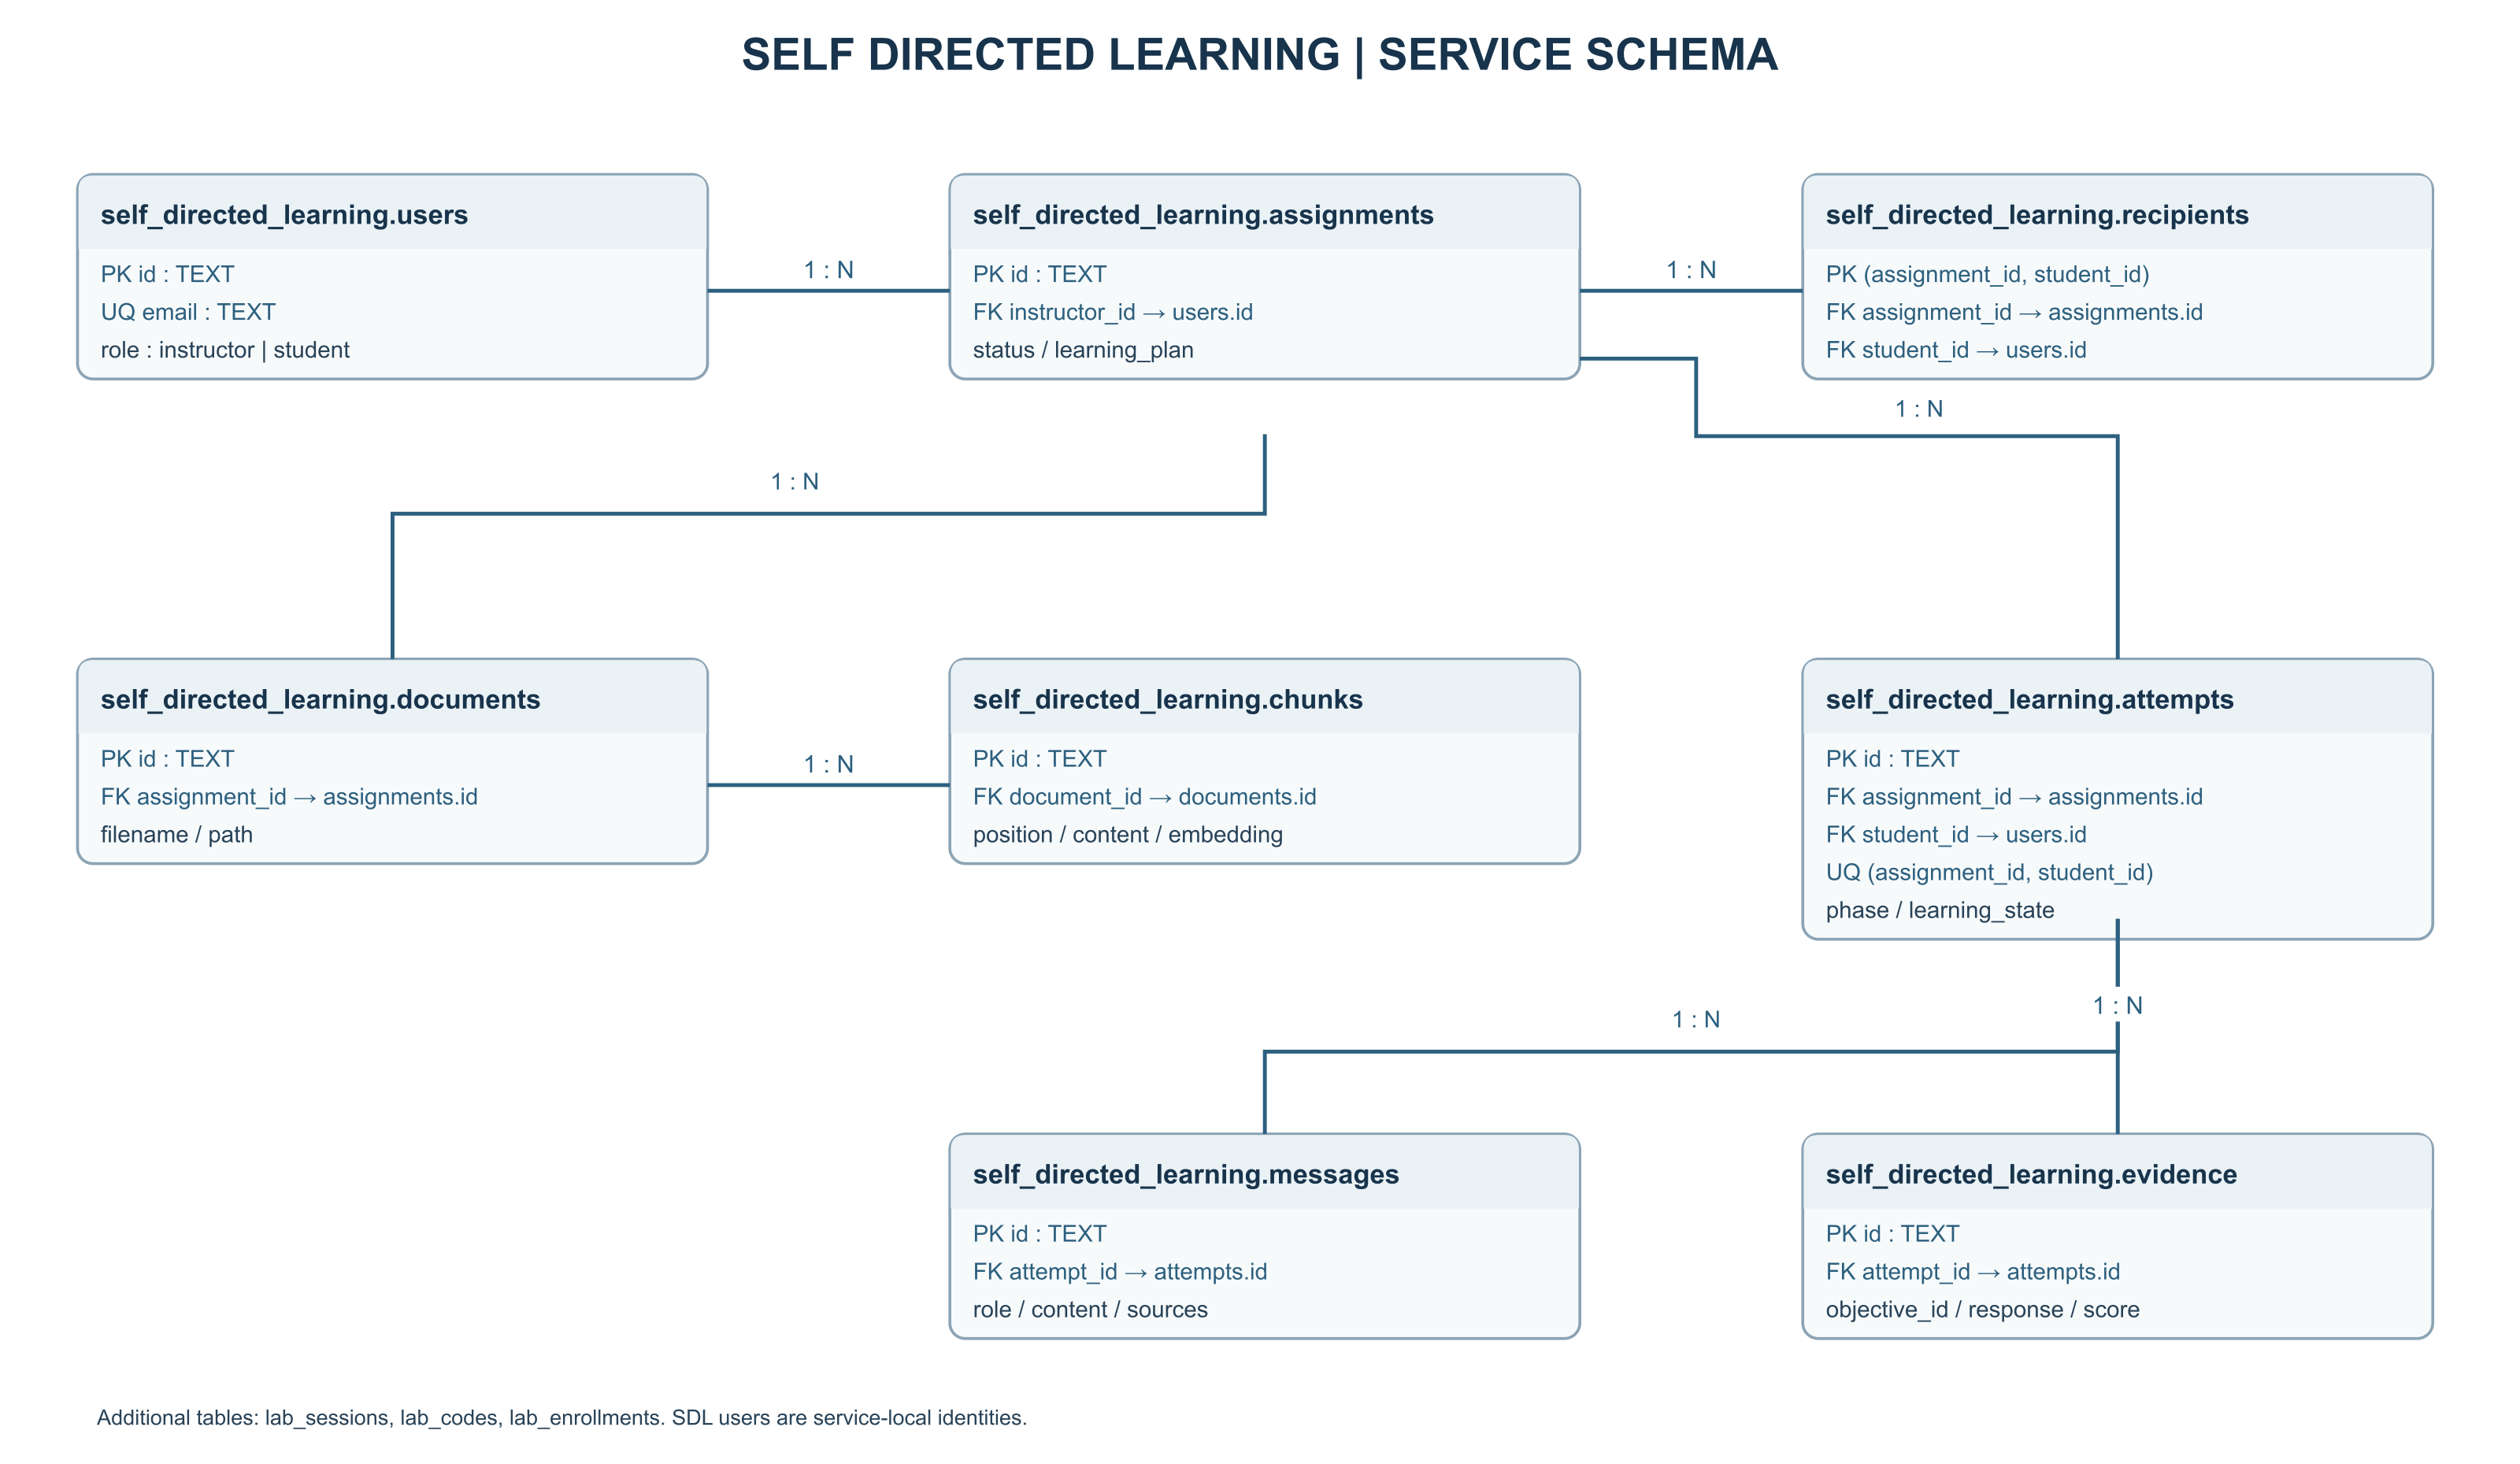 SELF DIRECTED LEARNING | SERVICE SCHEMA
self_directed_learning.users
PK id : TEXT
UQ email : TEXT
role : instructor | student
1 : N
self_directed_learning.assignments
PK id : TEXT
FK instructor_id → users.id
status / learning_plan
1 : N
self_directed_learning.recipients
PK (assignment_id, student_id)
FK assignment_id → assignments.id
FK student_id → users.id
1 : N
1 : N
self_directed_learning.documents
PK id : TEXT
FK assignment_id → assignments.id
filename / path
1 : N
self_directed_learning.chunks
PK id : TEXT
FK document_id → documents.id
position / content / embedding
self_directed_learning.attempts
PK id : TEXT
FK assignment_id → assignments.id
FK student_id → users.id
UQ (assignment_id, student_id)
phase / learning_state
1 : N
1 : N
self_directed_learning.messages
PK id : TEXT
FK attempt_id → attempts.id
role / content / sources
self_directed_learning.evidence
PK id : TEXT
FK attempt_id → attempts.id
objective_id / response / score
Additional tables: lab_sessions, lab_codes, lab_enrollments. SDL users are service-local identities.